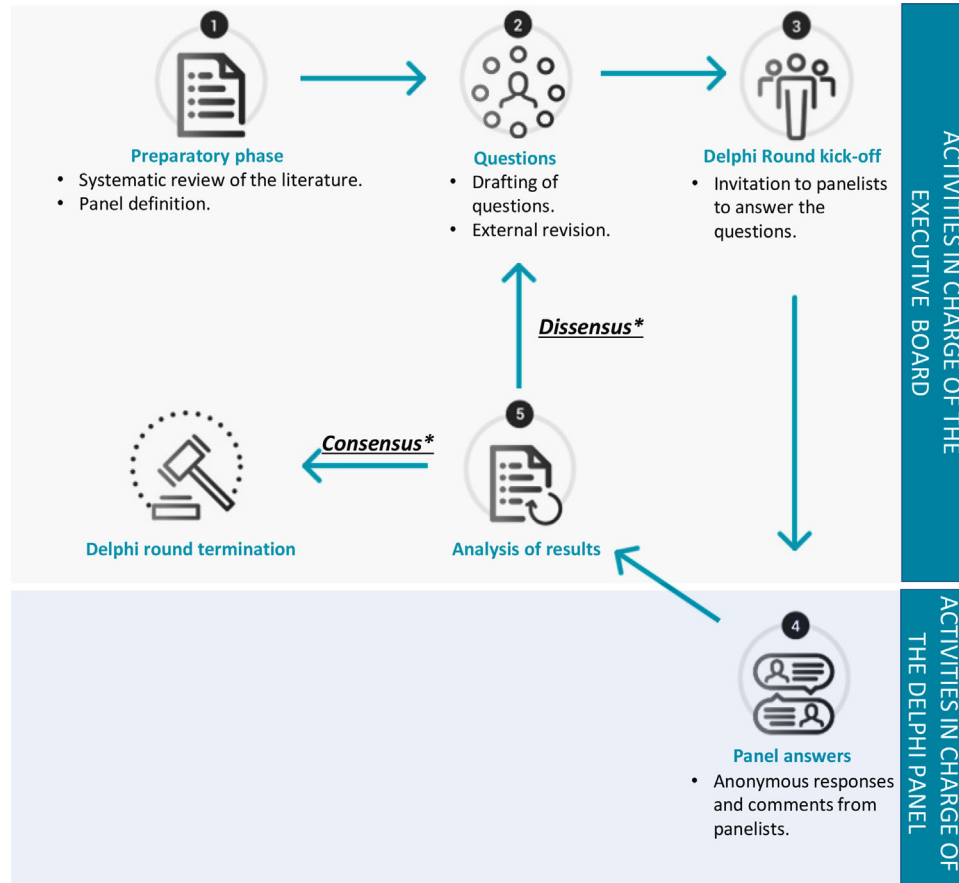 1
Preparatory phase
• Systematic review of the literature.
• Panel definition.
2
Questions
• Drafting of
questions.
• External revision.
3
Delphi Round kick-off
• Invitation to panelists
to answer the
questions.
Dissensus*
5
Analysis of results
Consensus*
Delphi round termination
ACTIVITIES IN CHARGE OF THE
EXECUTIVE BOARD
4
Panel answers
• Anonymous responses
and comments from
panelists.
ACTIVITIES IN CHARGE OF
THE DELPHI PANEL